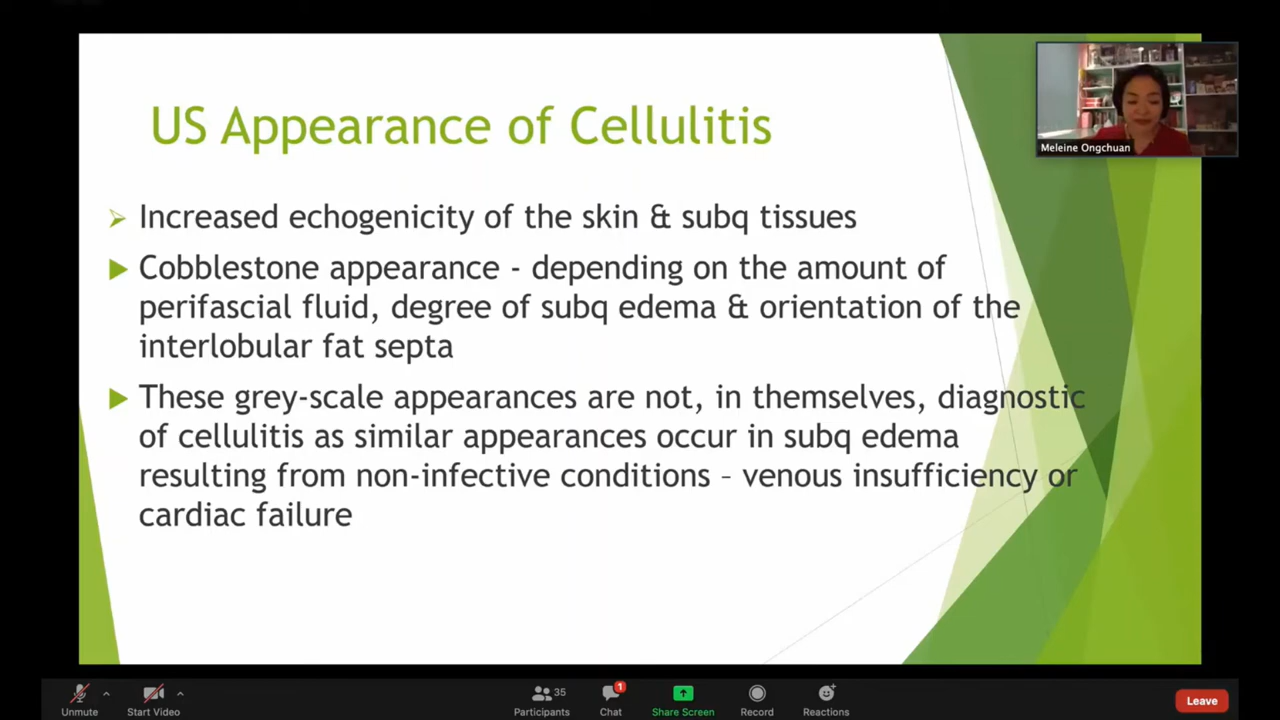 US Appearance of Cellulitis
Increased echogenicity of the skin & subq tissues
Cobblestone appearance - depending on the amount of
perifascial fluid, degree of subq edema & orientation of the
interlobular fat septa
These grey-scale appearances are not, in themselves, diagnostic
of cellulitis as similar appearances occur in subq edema
resulting from non-infective conditions – venous insufficiency or
cardiac failure
Meleine Ongchuan
Unmute
Start Video
35
Participants
1
Chat
Share Screen
Record
Reactions
Leave